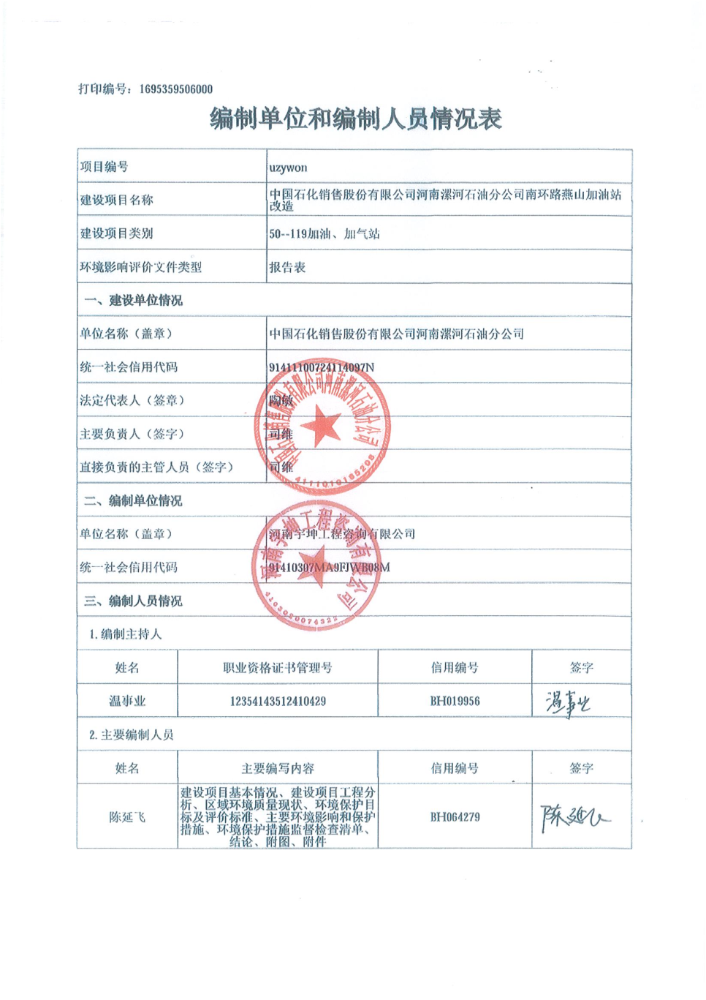 打印编号：1695359506000
编制单位和编制人员情况表
项目编号 uzywon
建设项目名称 中国石化销售股份有限公司河南漯河石油分公司南环路燕山加油站
改造
建设项目类别 50--119加油、加气站
环境影响评价文件类型 报告表
一、建设单位情况
单位名称（盖章） 中国石化销售股份有限公司河南漯河石油分公司
统一社会信用代码 91411100724114097N
法定代表人（签章） 陶敏
主要负责人（签字） 司维
直接负责的主管人员（签字） 司维
4111010165208
二、编制单位情况
单位名称（盖章） 河南宇坤工程咨询有限公司
统一社会信用代码 91410307MA9FJWB08M
河南宇坤工程咨询有限公司
4103020074322
三、编制人员情况
1.编制主持人
姓名 职业资格证书管理号 信用编号 签字
温事业 12354143512410429 BH019956 温事业
2.主要编制人员
姓名 主要编写内容 信用编号 签字
建设项目基本情况、建设项目工程分
析、区域环境质量现状、环境保护目
陈延飞 标及评价标准、主要环境影响和保护 BH064279 陈延飞
措施、环境保护措施监督检查清单、
结论、附图、附件